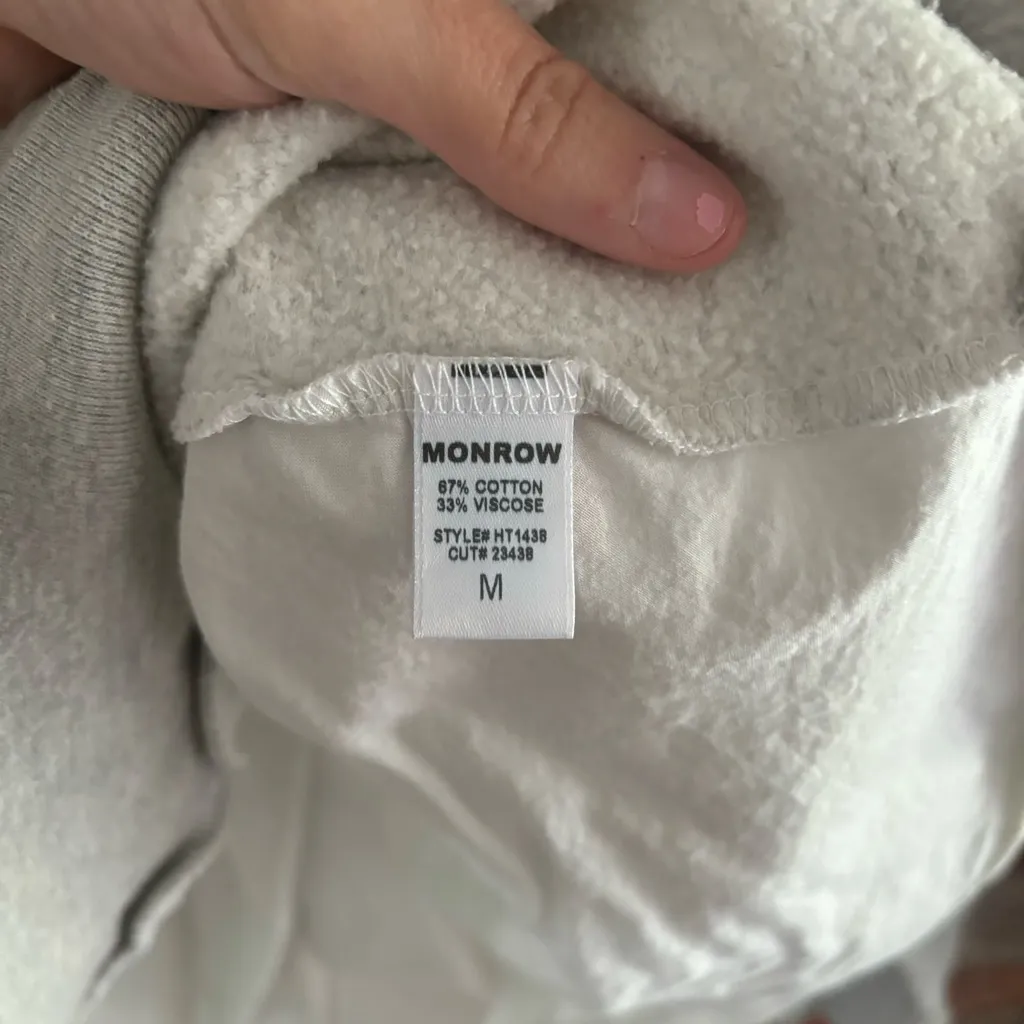 MONROW
67% COTTON
33% VISCOSE
STYLE# HT1438
CUT# 23438
M